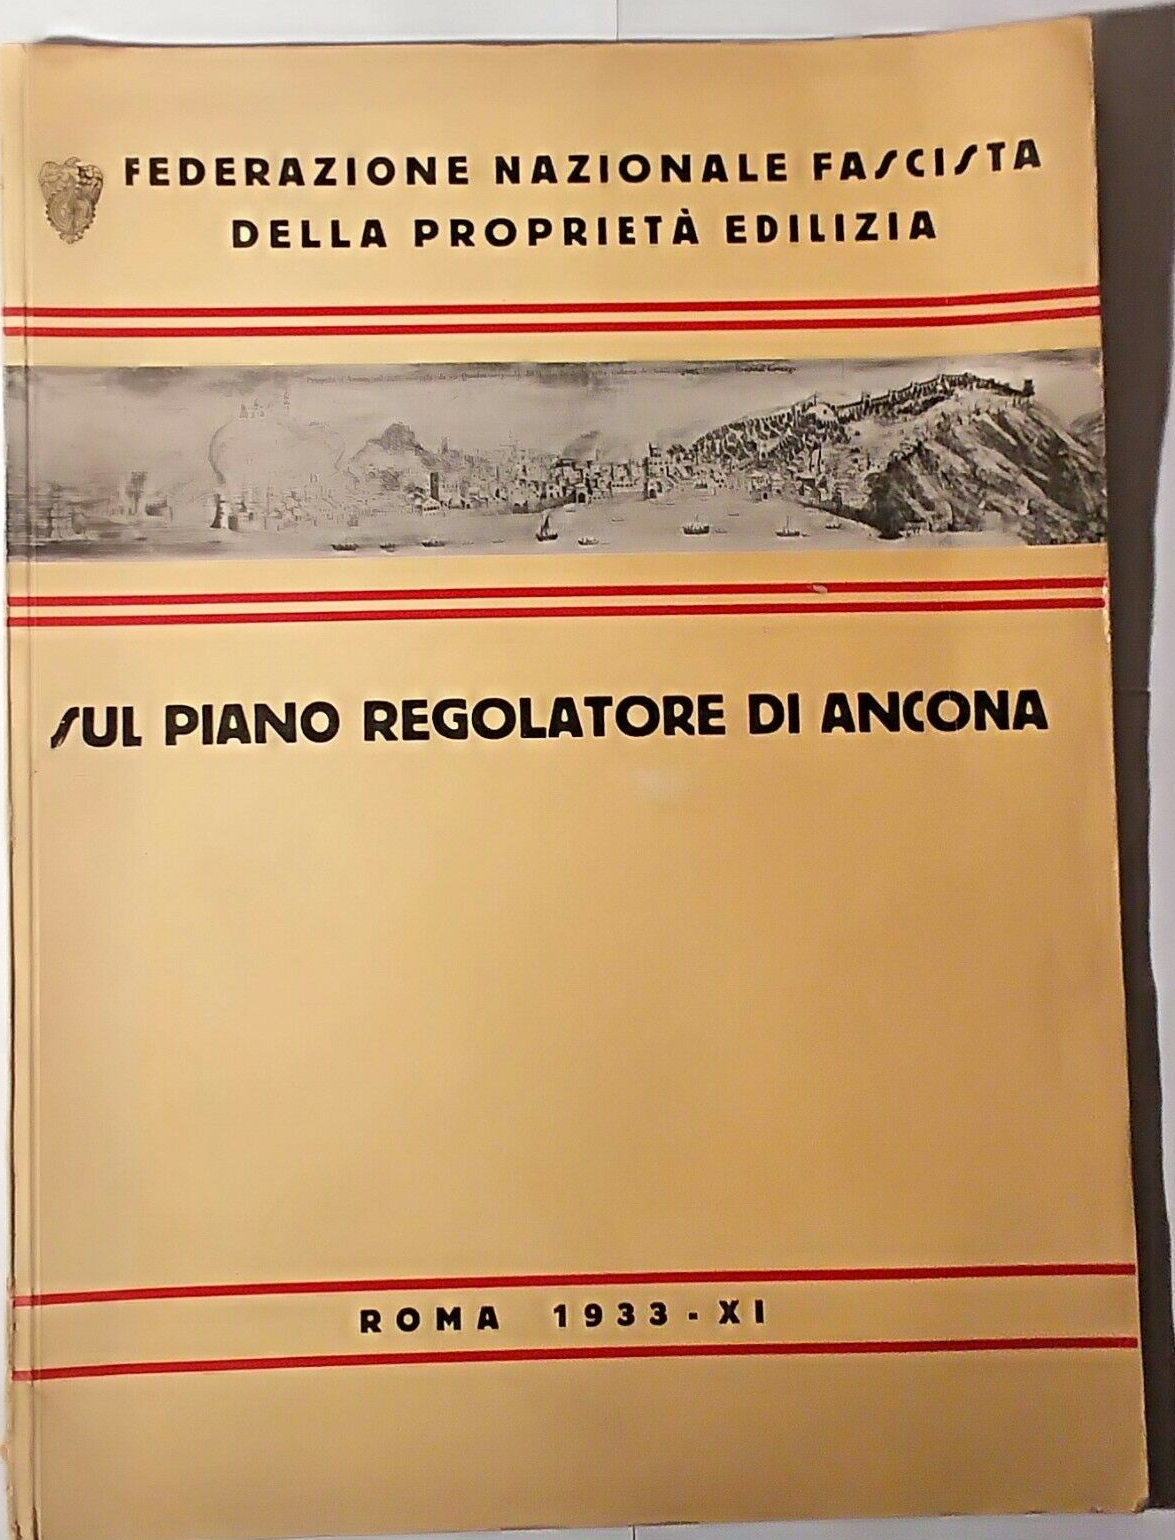 FEDERAZIONE NAZIONALE FASCISTA
DELLA PROPRIETÀ EDILIZIA
SUL PIANO REGOLATORE DI ANCONA
ROMA 1933 - XI